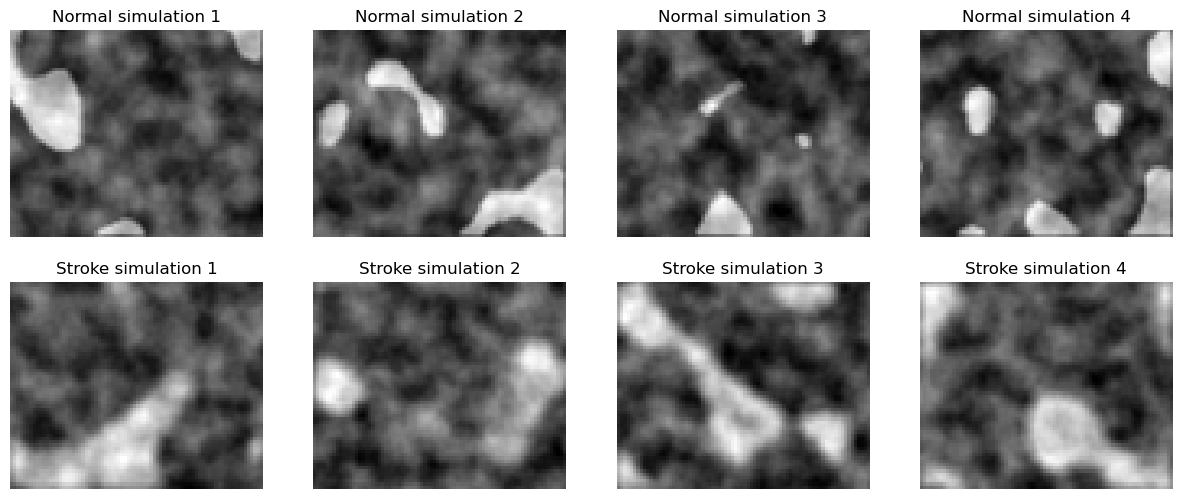 Normal simulation 1
Normal simulation 2
Normal simulation 3
Normal simulation 4
Stroke simulation 1
Stroke simulation 2
Stroke simulation 3
Stroke simulation 4